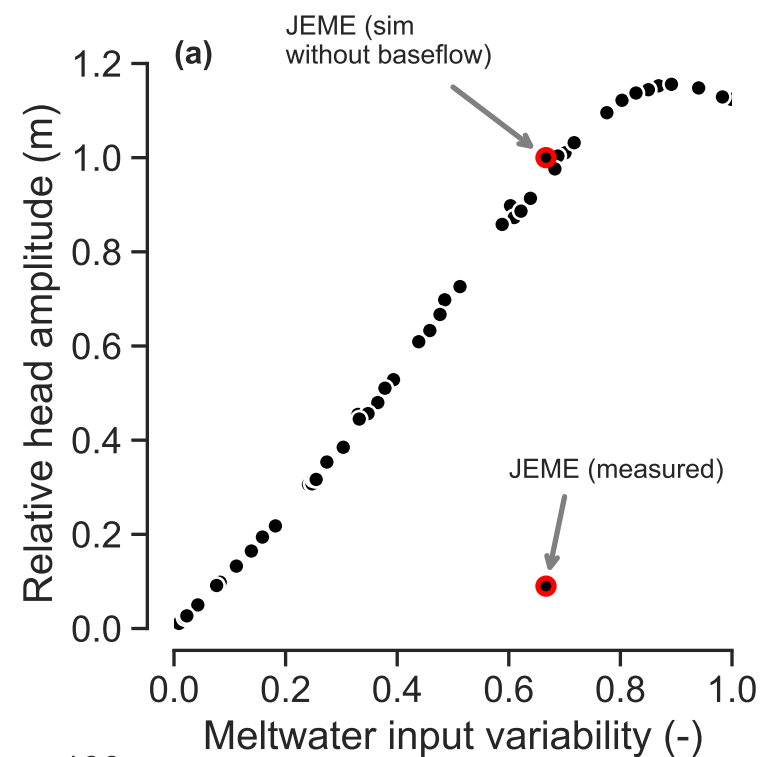 JEME (sim
without baseflow)
(a)
1.2
1.0
0.8
0.6
0.4
0.2
0.0
Relative head amplitude (m)
JEME (measured)
0.0 0.2 0.4 0.6 0.8 1.0
Meltwater input variability (-)